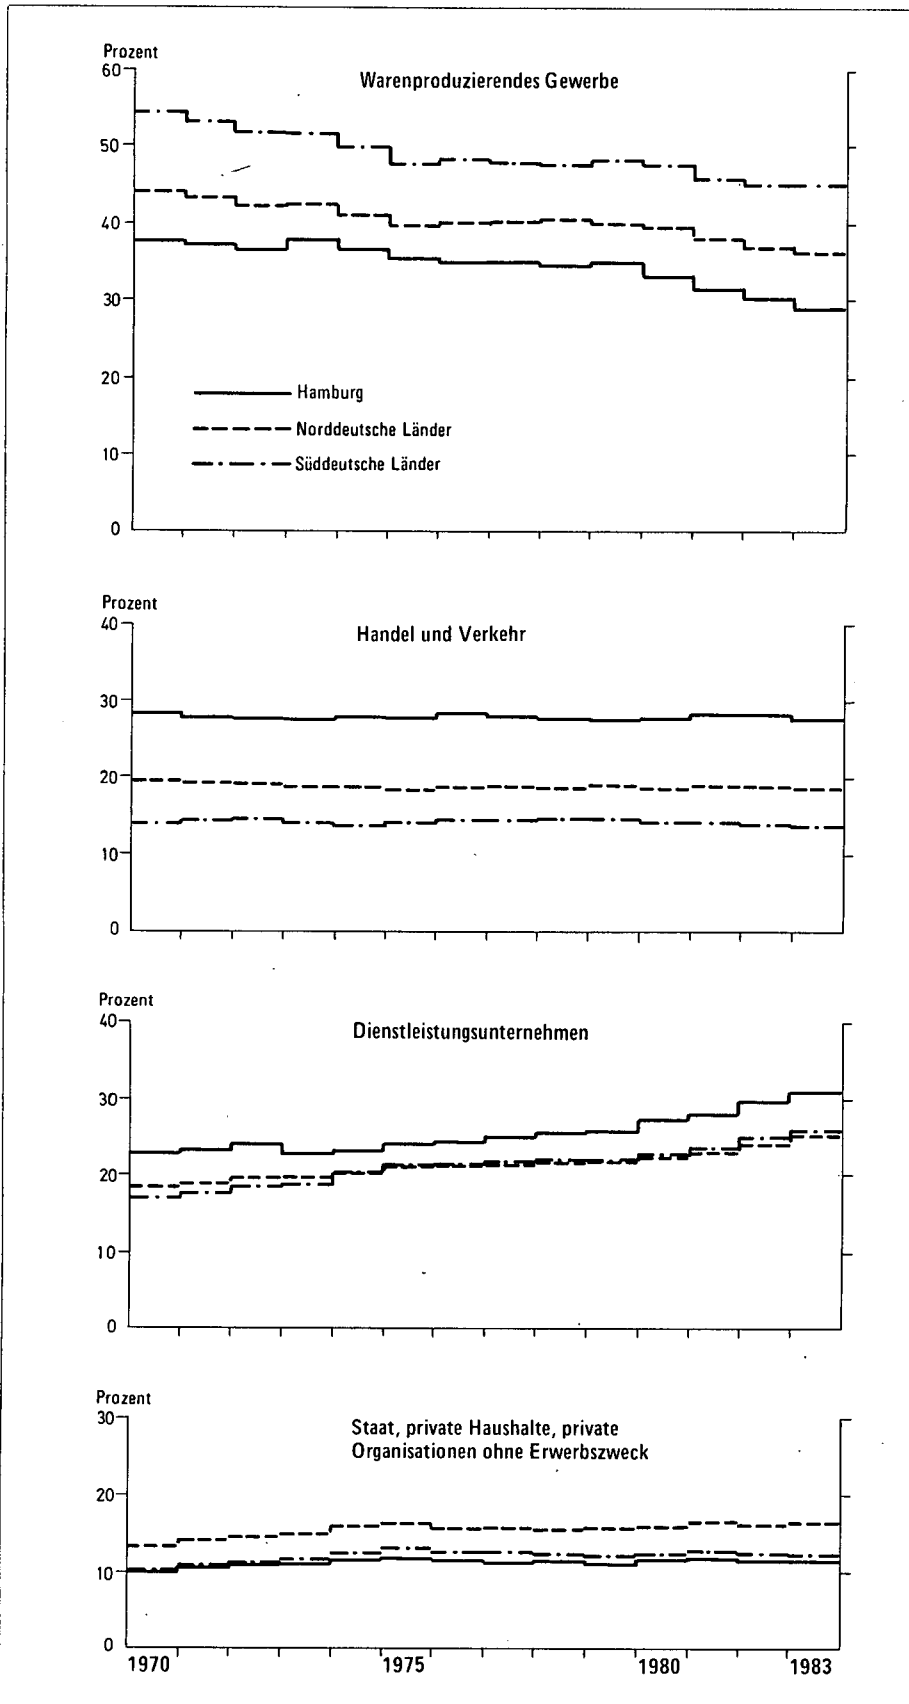 Prozent
60
Warenproduzierendes Gewerbe
50
40
30
20
Hamburg
Norddeutsche Länder
10
Süddeutsche Länder
0
Prozent
40
Handel und Verkehr
30
20
10
0
Prozent
40
Dienstleistungsunternehmen
30
20
10
0
Prozent
30
Staat, private Haushalte, private
Organisationen ohne Erwerbszweck
20
10
0
1970 1975 1980 1983